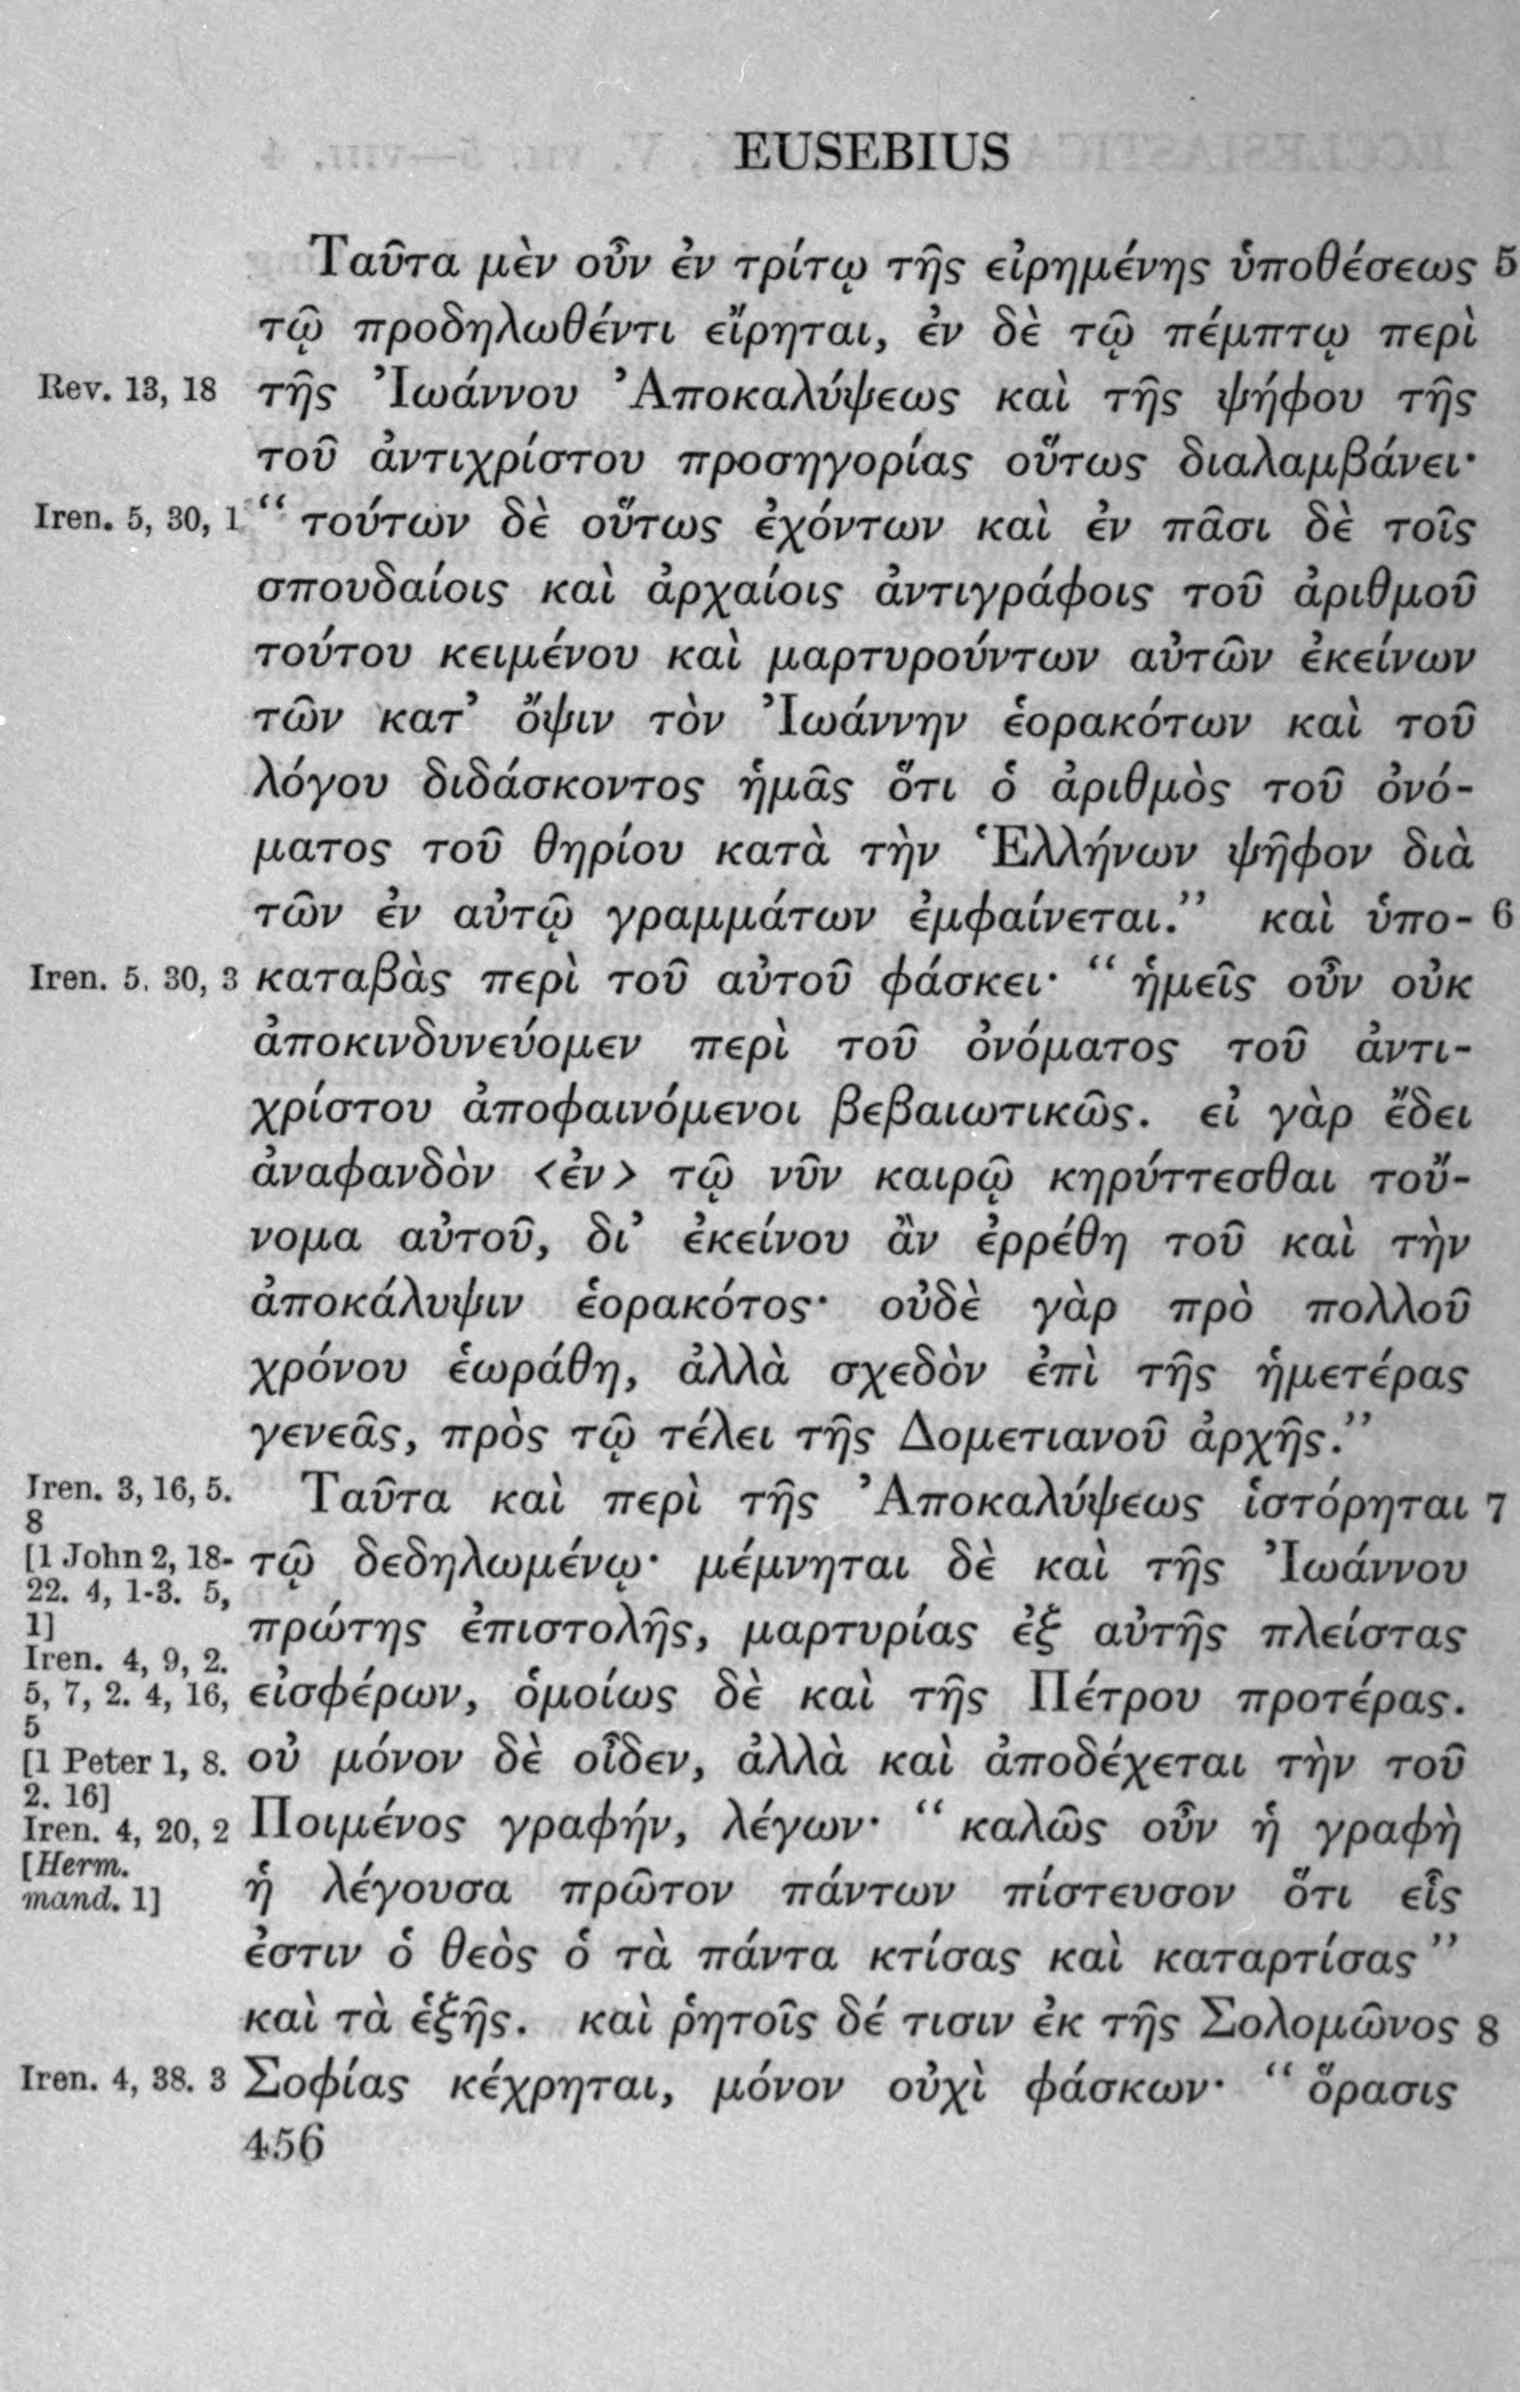 EUSEBIUS
Ταῦτα μὲν οὖν ἐν τρίτῳ τῆς εἰρημένης ὑποθέσεως 5
τῷ προδηλωθέντι εἴρηται, ἐν δὲ τῷ πέμπτῳ περὶ
Rev. 13, 18 τῆς Ἰωάννου Ἀποκαλύψεως καὶ τῆς ψήφου τῆς
τοῦ ἀντιχρίστου προσηγορίας οὕτως διαλαμβάνει·
Iren. 5, 30, 1 “ τούτων δὲ οὕτως ἐχόντων καὶ ἐν πᾶσι δὲ τοῖς
σπουδαίοις καὶ ἀρχαίοις ἀντιγράφοις τοῦ ἀριθμοῦ
τούτου κειμένου καὶ μαρτυρούντων αὐτῶν ἐκείνων
τῶν κατ’ ὄψιν τὸν Ἰωάννην ἑορακότων καὶ τοῦ
λόγου διδάσκοντος ἡμᾶς ὅτι ὁ ἀριθμὸς τοῦ ὀνό-
ματος τοῦ θηρίου κατὰ τὴν Ἑλλήνων ψῆφον διὰ
τῶν ἐν αὐτῷ γραμμάτων ἐμφαίνεται.” καὶ ὑπο- 6
Iren. 5. 30, 3 καταβὰς περὶ τοῦ αὐτοῦ φάσκει· “ ἡμεῖς οὖν οὐκ
ἀποκινδυνεύομεν περὶ τοῦ ὀνόματος τοῦ ἀντι-
χρίστου ἀποφαινόμενοι βεβαιωτικῶς. εἰ γὰρ ἔδει
ἀναφανδὸν <ἐν> τῷ νῦν καιρῷ κηρύττεσθαι τοὔ-
νομα αὐτοῦ, δι’ ἐκείνου ἂν ἐρρέθη τοῦ καὶ τὴν
ἀποκάλυψιν ἑορακότος· οὐδὲ γὰρ πρὸ πολλοῦ
χρόνου ἑωράθη, ἀλλὰ σχεδὸν ἐπὶ τῆς ἡμετέρας
γενεᾶς, πρὸς τῷ τέλει τῆς Δομετιανοῦ ἀρχῆς.”
Iren. 3, 16, 5. Ταῦτα καὶ περὶ τῆς Ἀποκαλύψεως ἱστόρηται 7
8
[1 John 2, 18- τῷ δεδηλωμένῳ· μέμνηται δὲ καὶ τῆς Ἰωάννου
22. 4, 1-3. 5,
1] πρώτης ἐπιστολῆς, μαρτυρίας ἐξ αὐτῆς πλείστας
Iren. 4, 9, 2.
5, 7, 2. 4, 16, εἰσφέρων, ὁμοίως δὲ καὶ τῆς Πέτρου προτέρας.
5
[1 Peter 1, 8. οὐ μόνον δὲ οἶδεν, ἀλλὰ καὶ ἀποδέχεται τὴν τοῦ
2. 16]
Iren. 4, 20, 2 Ποιμένος γραφήν, λέγων· “ καλῶς οὖν ἡ γραφὴ
[Herm.
mand. 1] ἡ λέγουσα πρῶτον πάντων πίστευσον ὅτι εἷς
ἐστιν ὁ θεὸς ὁ τὰ πάντα κτίσας καὶ καταρτίσας ”
καὶ τὰ ἑξῆς. καὶ ῥητοῖς δέ τισιν ἐκ τῆς Σολομῶνος 8
Iren. 4, 38. 3 Σοφίας κέχρηται, μόνον οὐχὶ φάσκων· “ ὅρασις
456